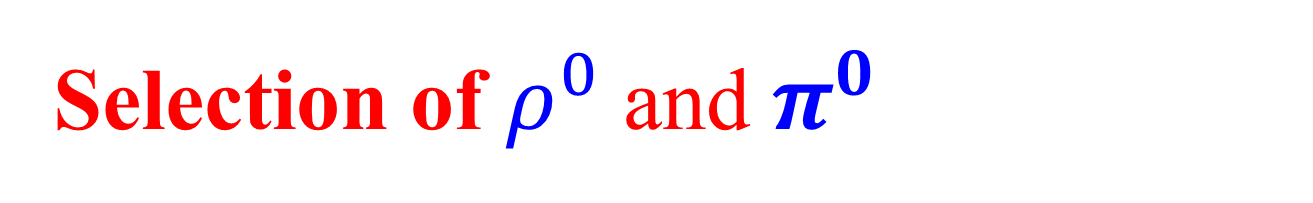 Selection of ρ⁰ and π⁰